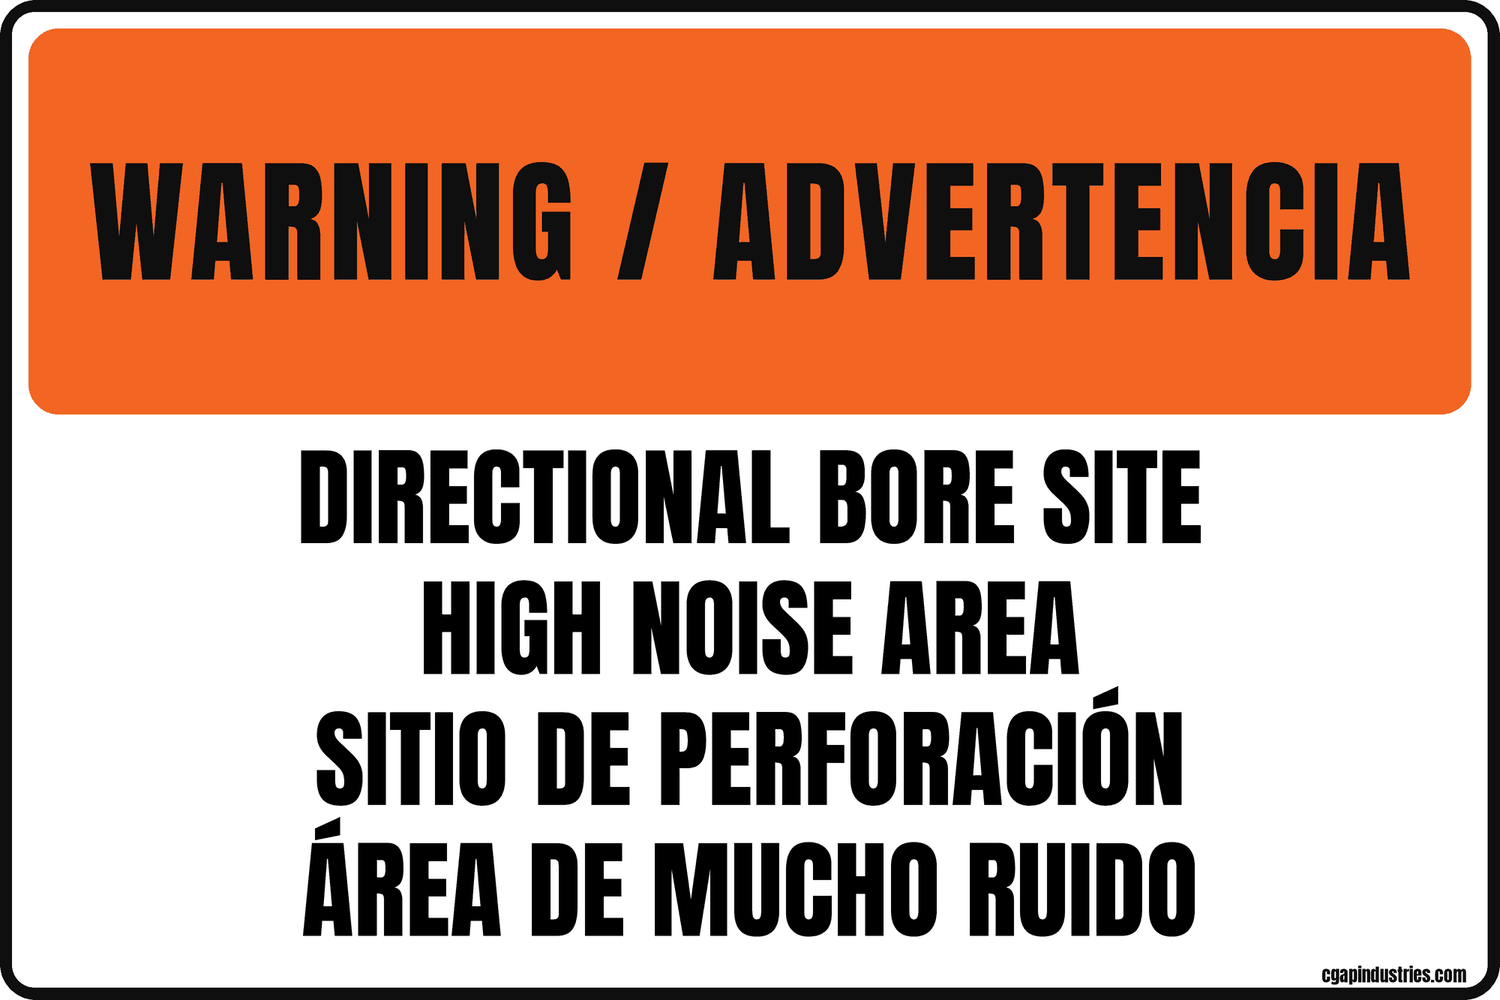 WARNING / ADVERTENCIA
DIRECTIONAL BORE SITE
HIGH NOISE AREA
SITIO DE PERFORACIÓN
ÁREA DE MUCHO RUIDO
cgapindustries.com